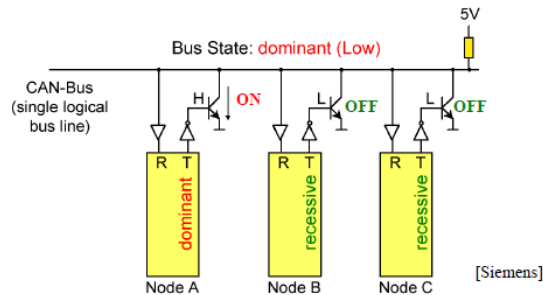 5V
Bus State: dominant (Low)
CAN-Bus
(single logical
bus line)
H ON
L OFF
L OFF
R T
R T
R T
dominant
recessive
recessive
Node A
Node B
Node C
[Siemens]